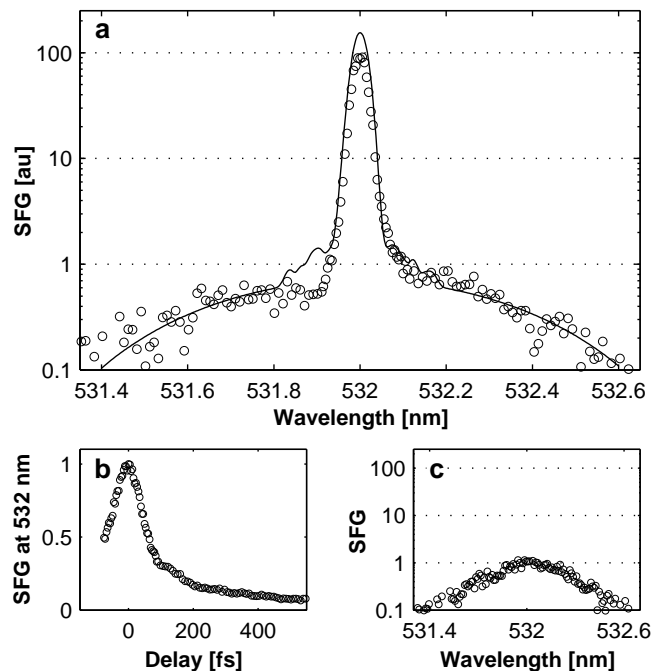 a
SFG [au]
100
10
1
0.1
531.4 531.6 531.8 532 532.2 532.4 532.6
Wavelength [nm]
b
SFG at 532 nm
1
0.5
0
0 200 400
Delay [fs]
c
SFG
100
10
1
0.1
531.4 532 532.6
Wavelength [nm]